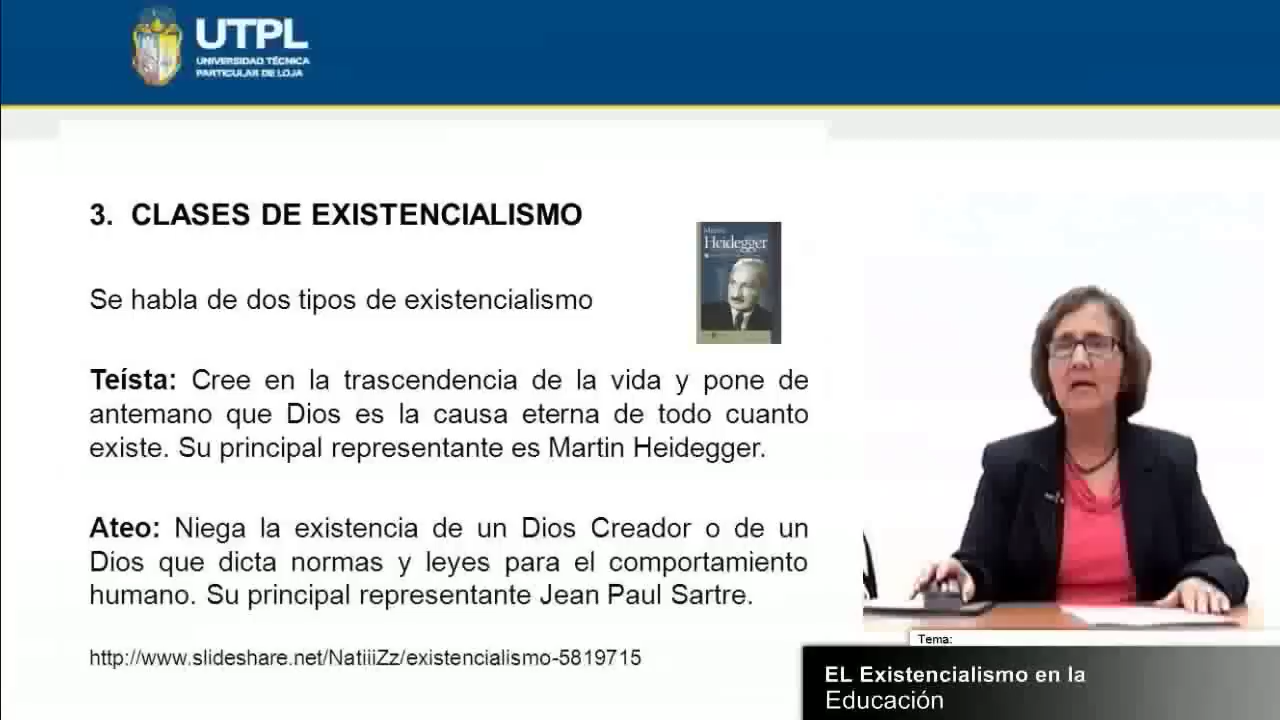 UTPL
UNIVERSIDAD TÉCNICA
PARTICULAR DE LOJA
3. CLASES DE EXISTENCIALISMO
Heidegger
Se habla de dos tipos de existencialismo
Teísta: Cree en la trascendencia de la vida y pone de
antemano que Dios es la causa eterna de todo cuanto
existe. Su principal representante es Martin Heidegger.
Ateo: Niega la existencia de un Dios Creador o de un
Dios que dicta normas y leyes para el comportamiento
humano. Su principal representante Jean Paul Sartre.
http://www.slideshare.net/NatiiiZz/existencialismo-5819715
Tema:
EL Existencialismo en la
Educación